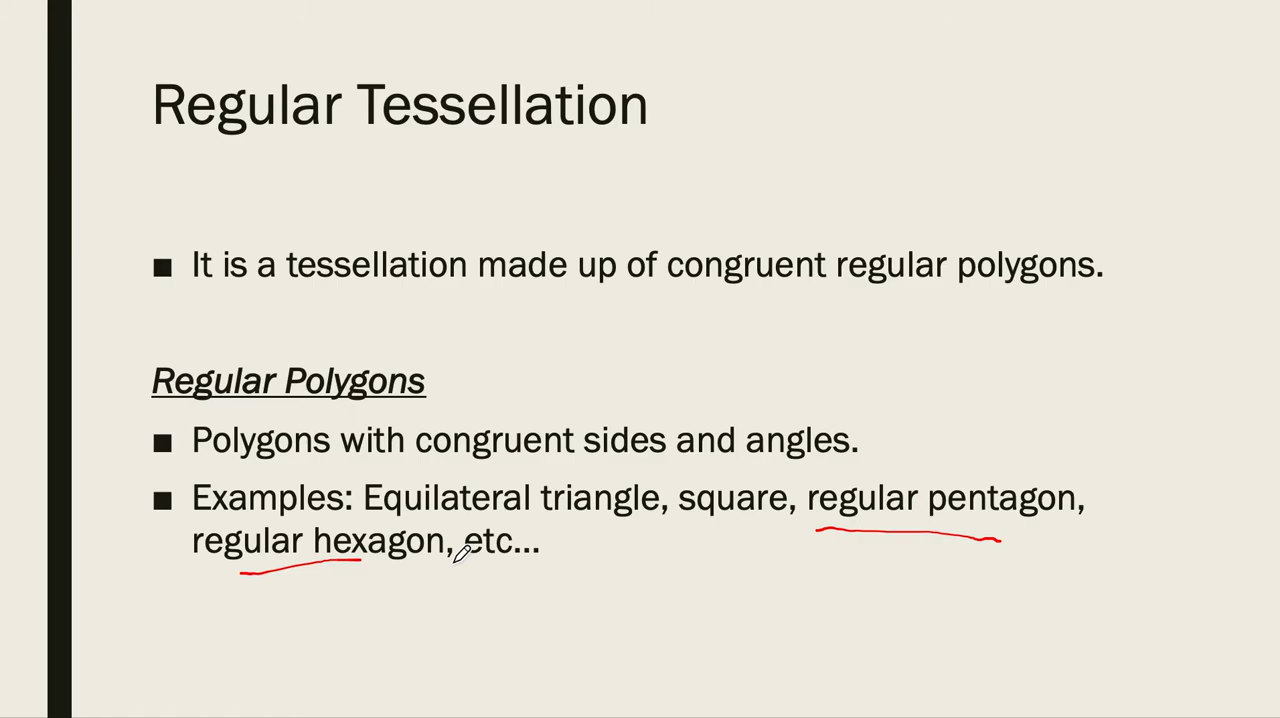 Regular Tessellation
■ It is a tessellation made up of congruent regular polygons.
Regular Polygons
■ Polygons with congruent sides and angles.
■ Examples: Equilateral triangle, square, regular pentagon,
regular hexagon, etc...